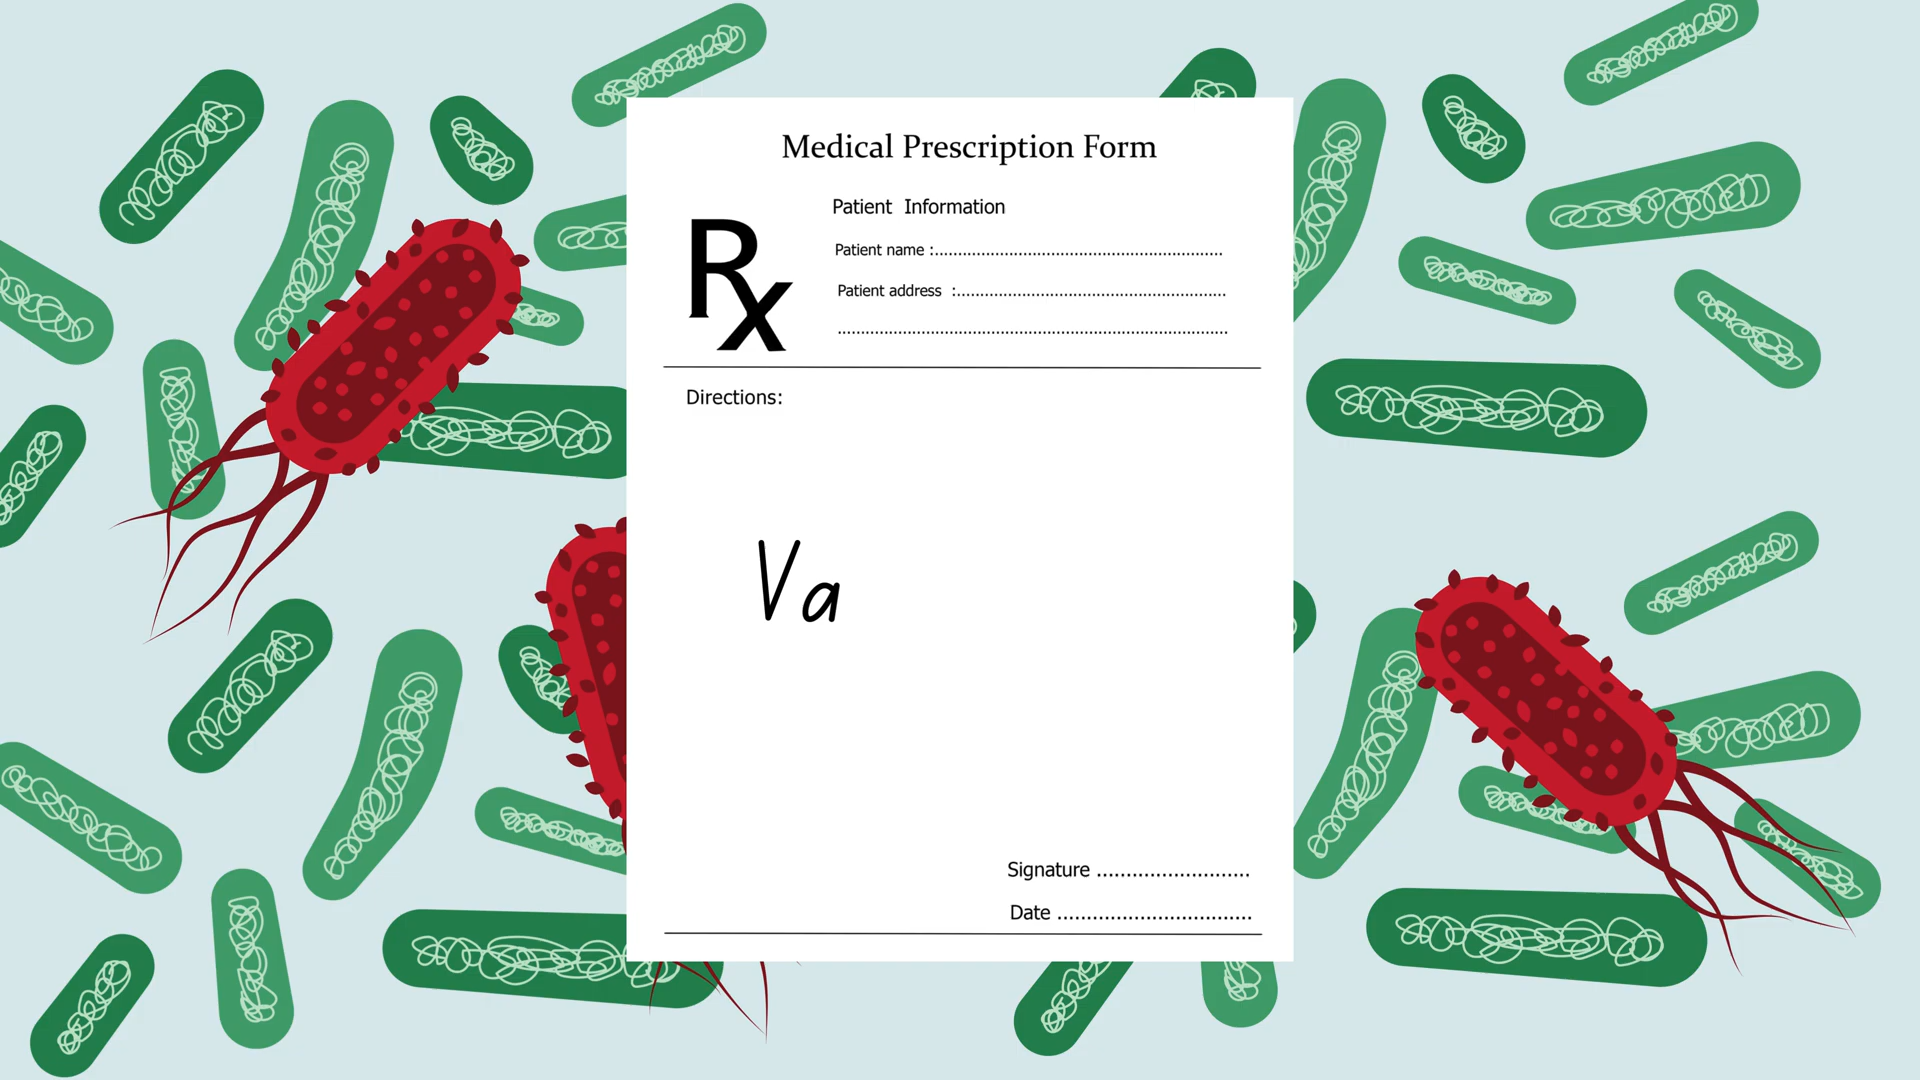 Medical Prescription Form
Rx
Patient Information
Patient name :..........................................................
Patient address :......................................................
..............................................................................
Directions:
Va
Signature ..........................
Date .................................